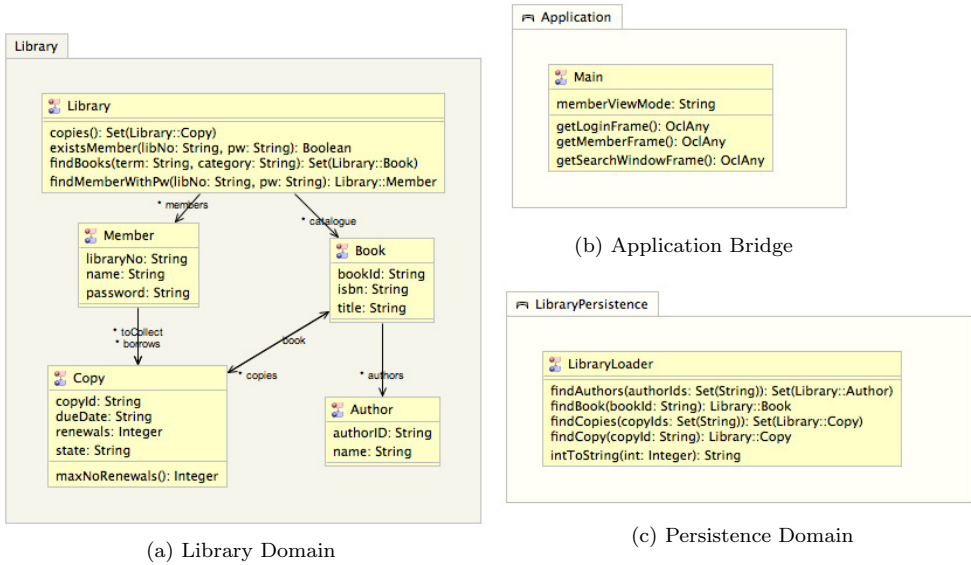 Library
Library
copies(): Set(Library::Copy)
existsMember(libNo: String, pw: String): Boolean
findBooks(term: String, category: String): Set(Library::Book)
findMemberWithPw(libNo: String, pw: String): Library::Member
* members
* catalogue
Member
libraryNo: String
name: String
password: String
Book
bookId: String
isbn: String
title: String
* toCollect
* borrows
book
* copies
* authors
Copy
copyId: String
dueDate: String
renewals: Integer
state: String
maxNoRenewals(): Integer
Author
authorID: String
name: String
(a) Library Domain
Application
Main
memberViewMode: String
getLoginFrame(): OclAny
getMemberFrame(): OclAny
getSearchWindowFrame(): OclAny
(b) Application Bridge
LibraryPersistence
LibraryLoader
findAuthors(authorIds: Set(String)): Set(Library::Author)
findBook(bookId: String): Library::Book
findCopies(copyIds: Set(String)): Set(Library::Copy)
findCopy(copyId: String): Library::Copy
intToString(int: Integer): String
(c) Persistence Domain